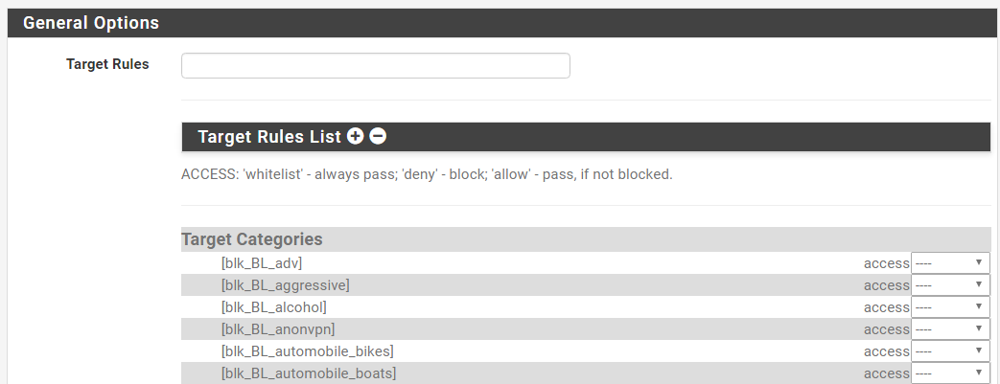 General Options
Target Rules
Target Rules List
ACCESS: 'whitelist' - always pass; 'deny' - block; 'allow' - pass, if not blocked.
Target Categories
[blk_BL_adv] access ----
[blk_BL_aggressive] access ----
[blk_BL_alcohol] access ----
[blk_BL_anonvpn] access ----
[blk_BL_automobile_bikes] access ----
[blk_BL_automobile_boats] access ----